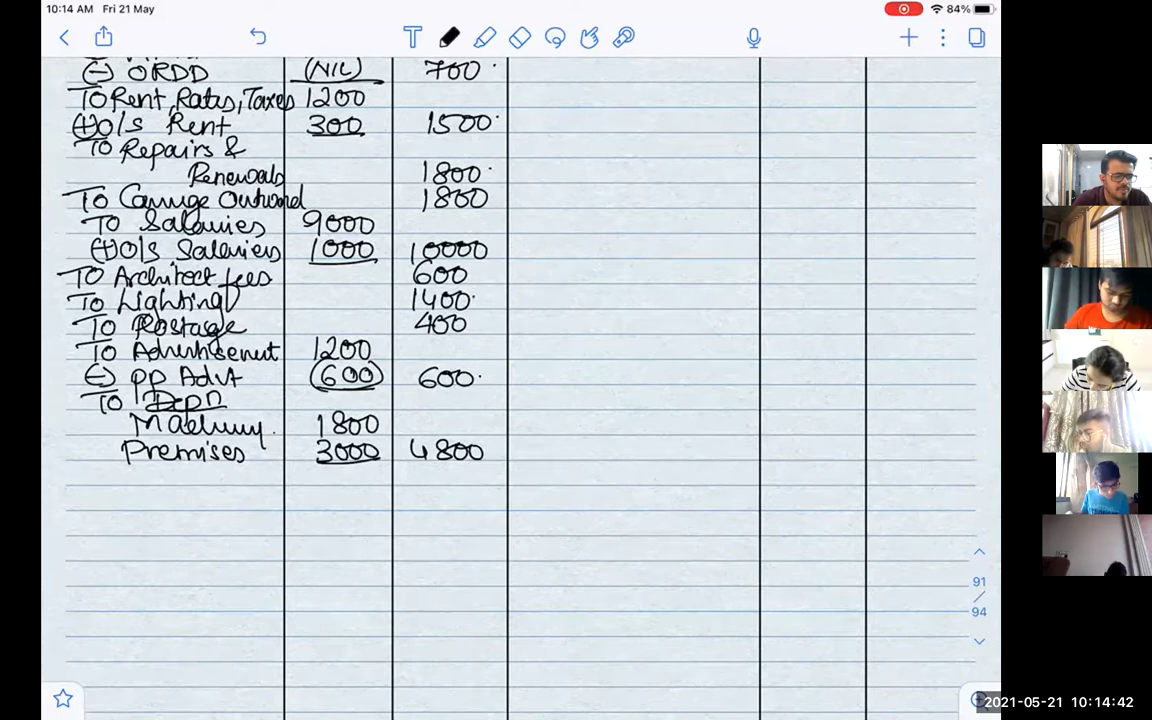 10:14 AM Fri 21 May 84%
(-) ORDD (NIL) 700
To Rent, Rates, Taxes 1200
(+) O/S Rent 300 1500
To Repairs &
Renewals 1800
To Carriage Outward 1800
To Salaries 9000
(+) O/S Salaries 1000 10000
To Architect fees 600
To Lighting 1400
To Postage 400
To Advertisement 1200
(-) PP Advt (600) 600
To Depn
Machinery 1800
Premises 3000 4800
91
/
94
2021-05-21 10:14:42